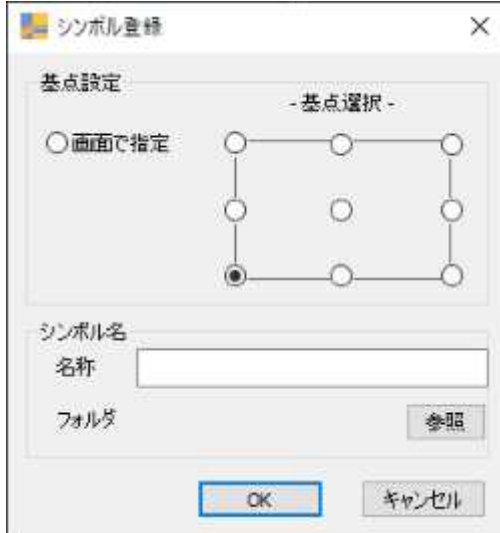 シンボル登録
基点設定
- 基点選択 -
画面で指定
シンボル名
名称
フォルダ
参照
OK
キャンセル